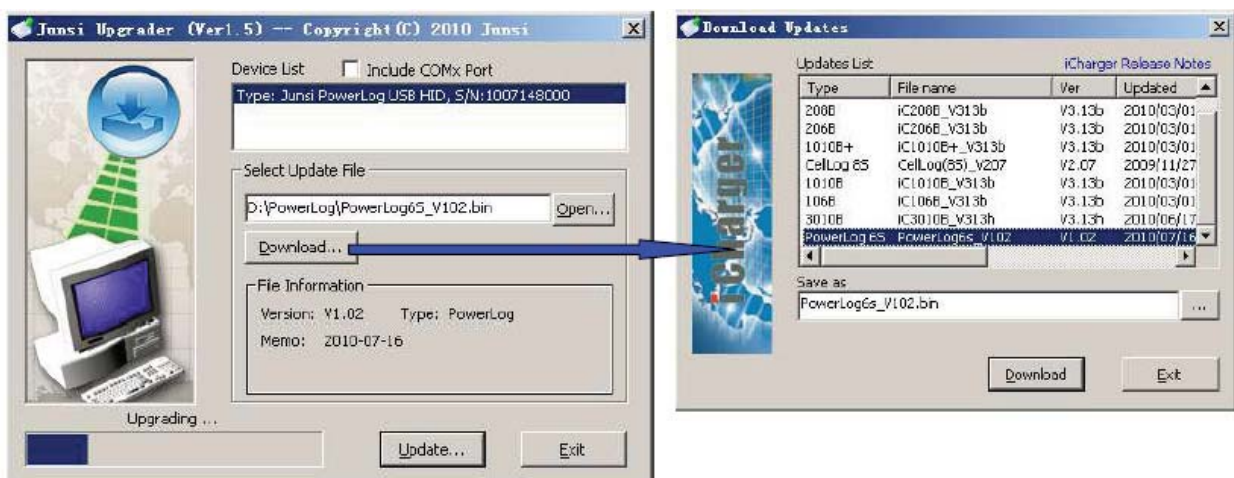 Junsi Upgrader (Ver1.5) -- Copyright(C) 2010 Junsi
Device List
Include COMx Port
Type: Junsi PowerLog USB HID, S/N:1007148000
Select Update File
D:\PowerLog\PowerLog6S_V102.bin
Open...
Download...
File Information
Version: V1.02 Type: PowerLog
Memo: 2010-07-16
Upgrading ...
Update...
Exit
Download Updates
iCharger
Updates List
iCharger Release Notes
Type File name Ver Updated
208B iC208B_V313b V3.13b 2010/03/01
206B iC206B_V313b V3.13b 2010/03/01
1010B+ iC1010B+_V313b V3.13b 2010/03/01
CellLog 8S CellLog(8S)_V207 V2.07 2009/11/27
1010B iC1010B_V313b V3.13b 2010/03/01
106B iC106B_V313b V3.13b 2010/03/01
3010B iC3010B_V313h V3.13h 2010/06/17
PowerLog 6S PowerLog6s_V102 V1.02 2010/07/16
Save as
PowerLog6s_V102.bin
...
Download
Exit